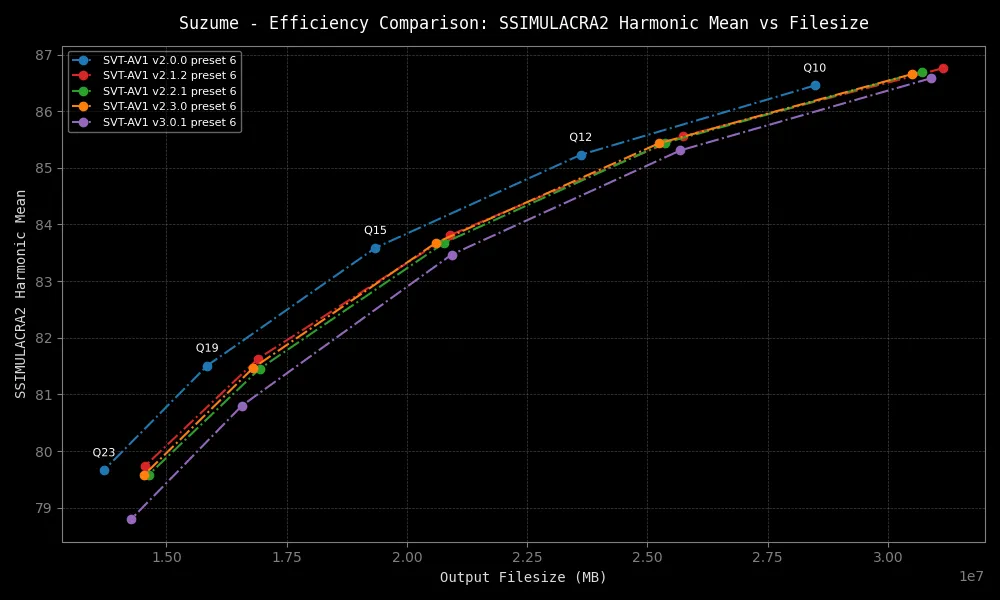 Suzume - Efficiency Comparison: SSIMULACRA2 Harmonic Mean vs Filesize
SVT-AV1 v2.0.0 preset 6
SVT-AV1 v2.1.2 preset 6
SVT-AV1 v2.2.1 preset 6
SVT-AV1 v2.3.0 preset 6
SVT-AV1 v3.0.1 preset 6
Q10
Q12
Q15
Q19
Q23
87
86
85
84
83
82
81
80
79
SSIMULACRA2 Harmonic Mean
1.50
1.75
2.00
2.25
2.50
2.75
3.00
1e7
Output Filesize (MB)